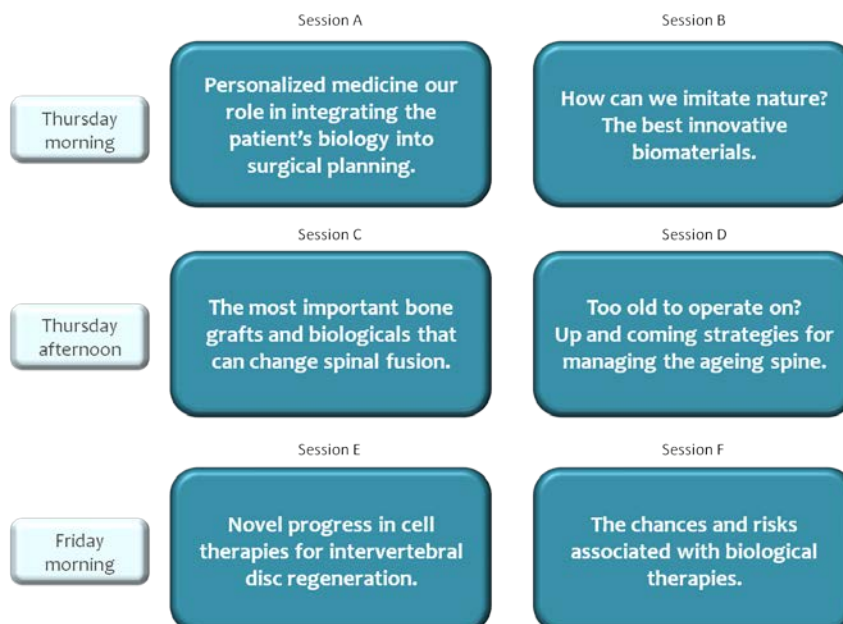 Session A
Session B
Thursday
morning
Personalized medicine our
role in integrating the
patient's biology into
surgical planning.
How can we imitate nature?
The best innovative
biomaterials.
Session C
Session D
Thursday
afternoon
The most important bone
grafts and biologicals that
can change spinal fusion.
Too old to operate on?
Up and coming strategies for
managing the ageing spine.
Session E
Session F
Friday
morning
Novel progress in cell
therapies for intervertebral
disc regeneration.
The chances and risks
associated with biological
therapies.